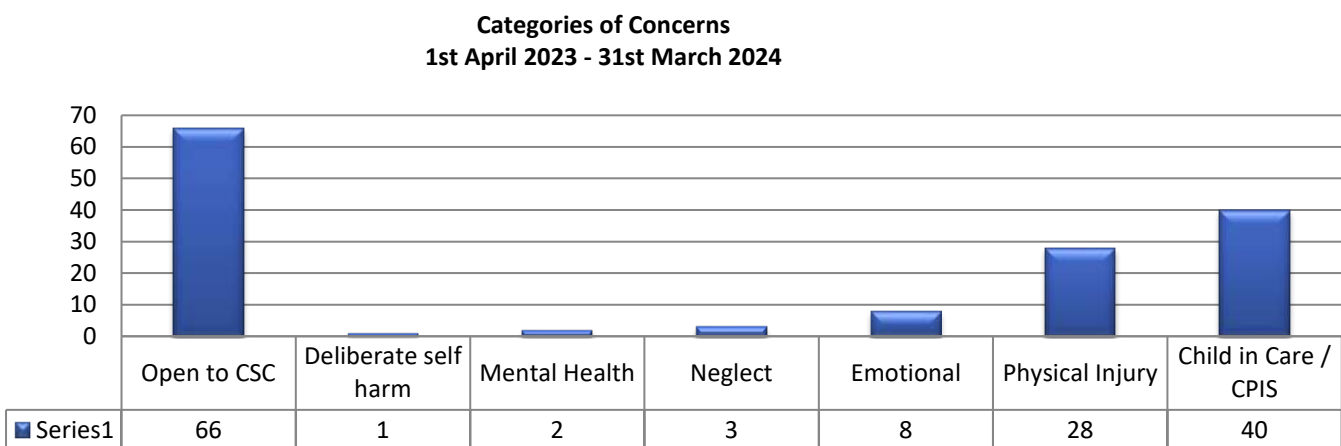 Categories of Concerns
1st April 2023 - 31st March 2024
70
60
50
40
30
20
10
0
Open to CSC
Deliberate self
harm
Mental Health
Neglect
Emotional
Physical Injury
Child in Care /
CPIS
Series1 66 1 2 3 8 28 40